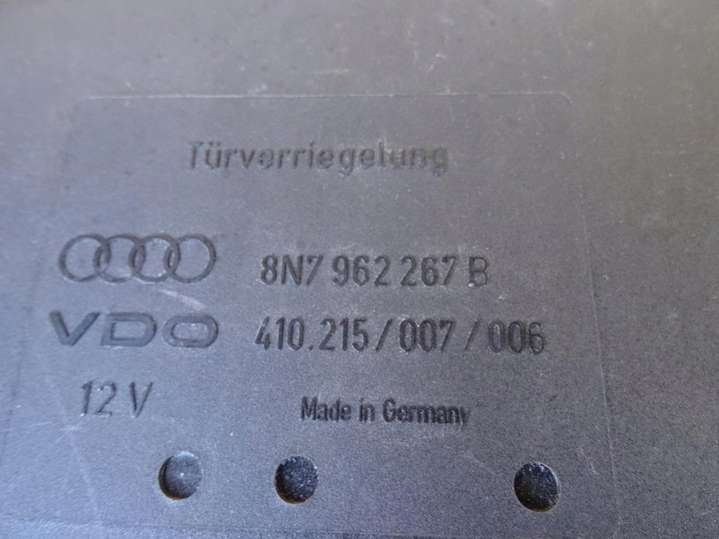 Türverriegelung
8N7 962 267 B
VDO 410.215/007/006
12 V Made in Germany